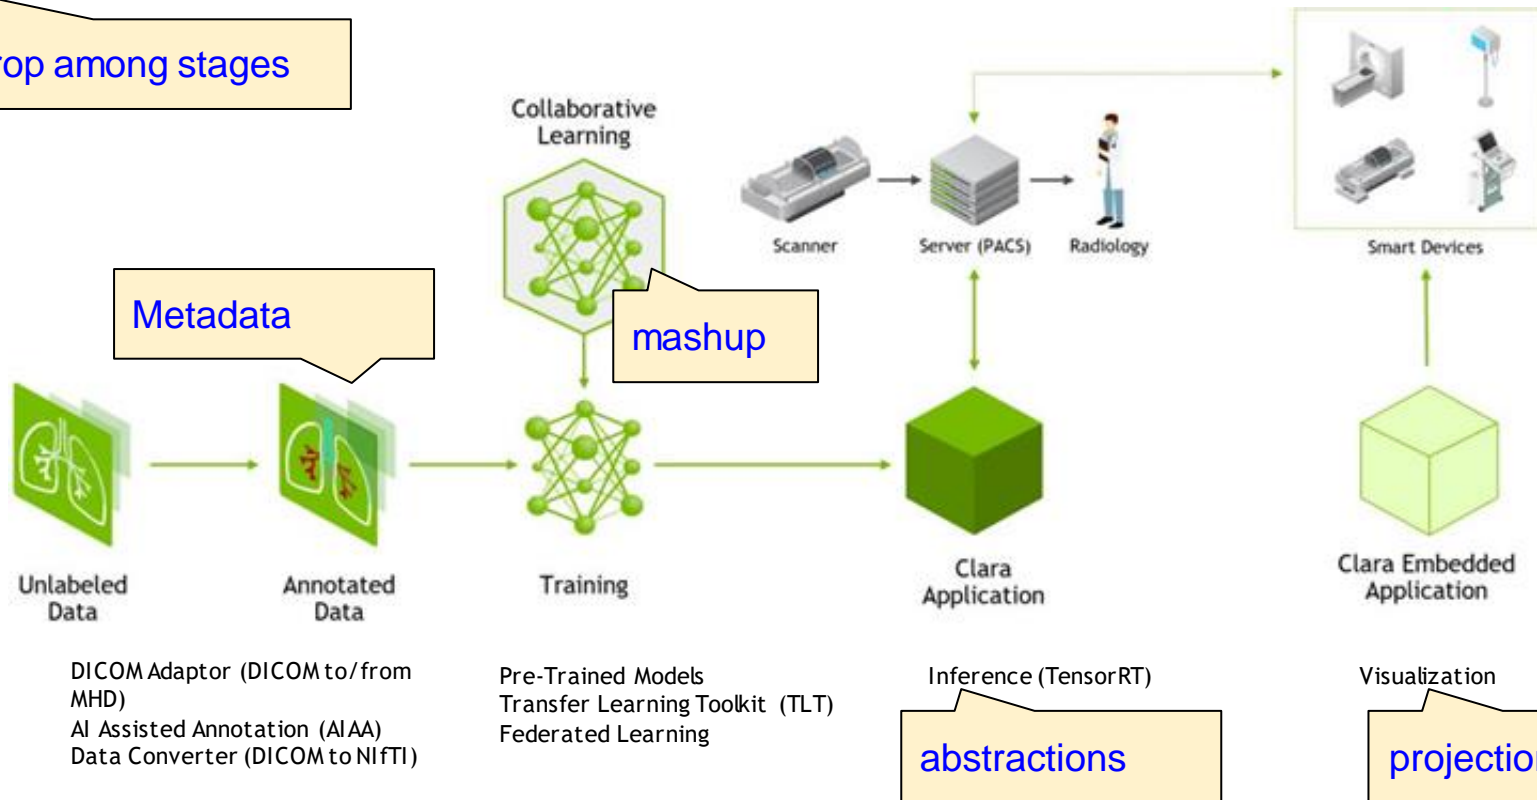 rop among stages
Collaborative
Learning
Scanner
Server (PACS)
Radiology
Smart Devices
Metadata
mashup
Unlabeled
Data
Annotated
Data
Training
Clara
Application
Clara Embedded
Application
DICOM Adaptor (DICOM to/from
MHD)
AI Assisted Annotation (AIAA)
Data Converter (DICOM to NIfTI)
Pre-Trained Models
Transfer Learning Toolkit (TLT)
Federated Learning
Inference (TensorRT)
Visualization
abstractions
projection